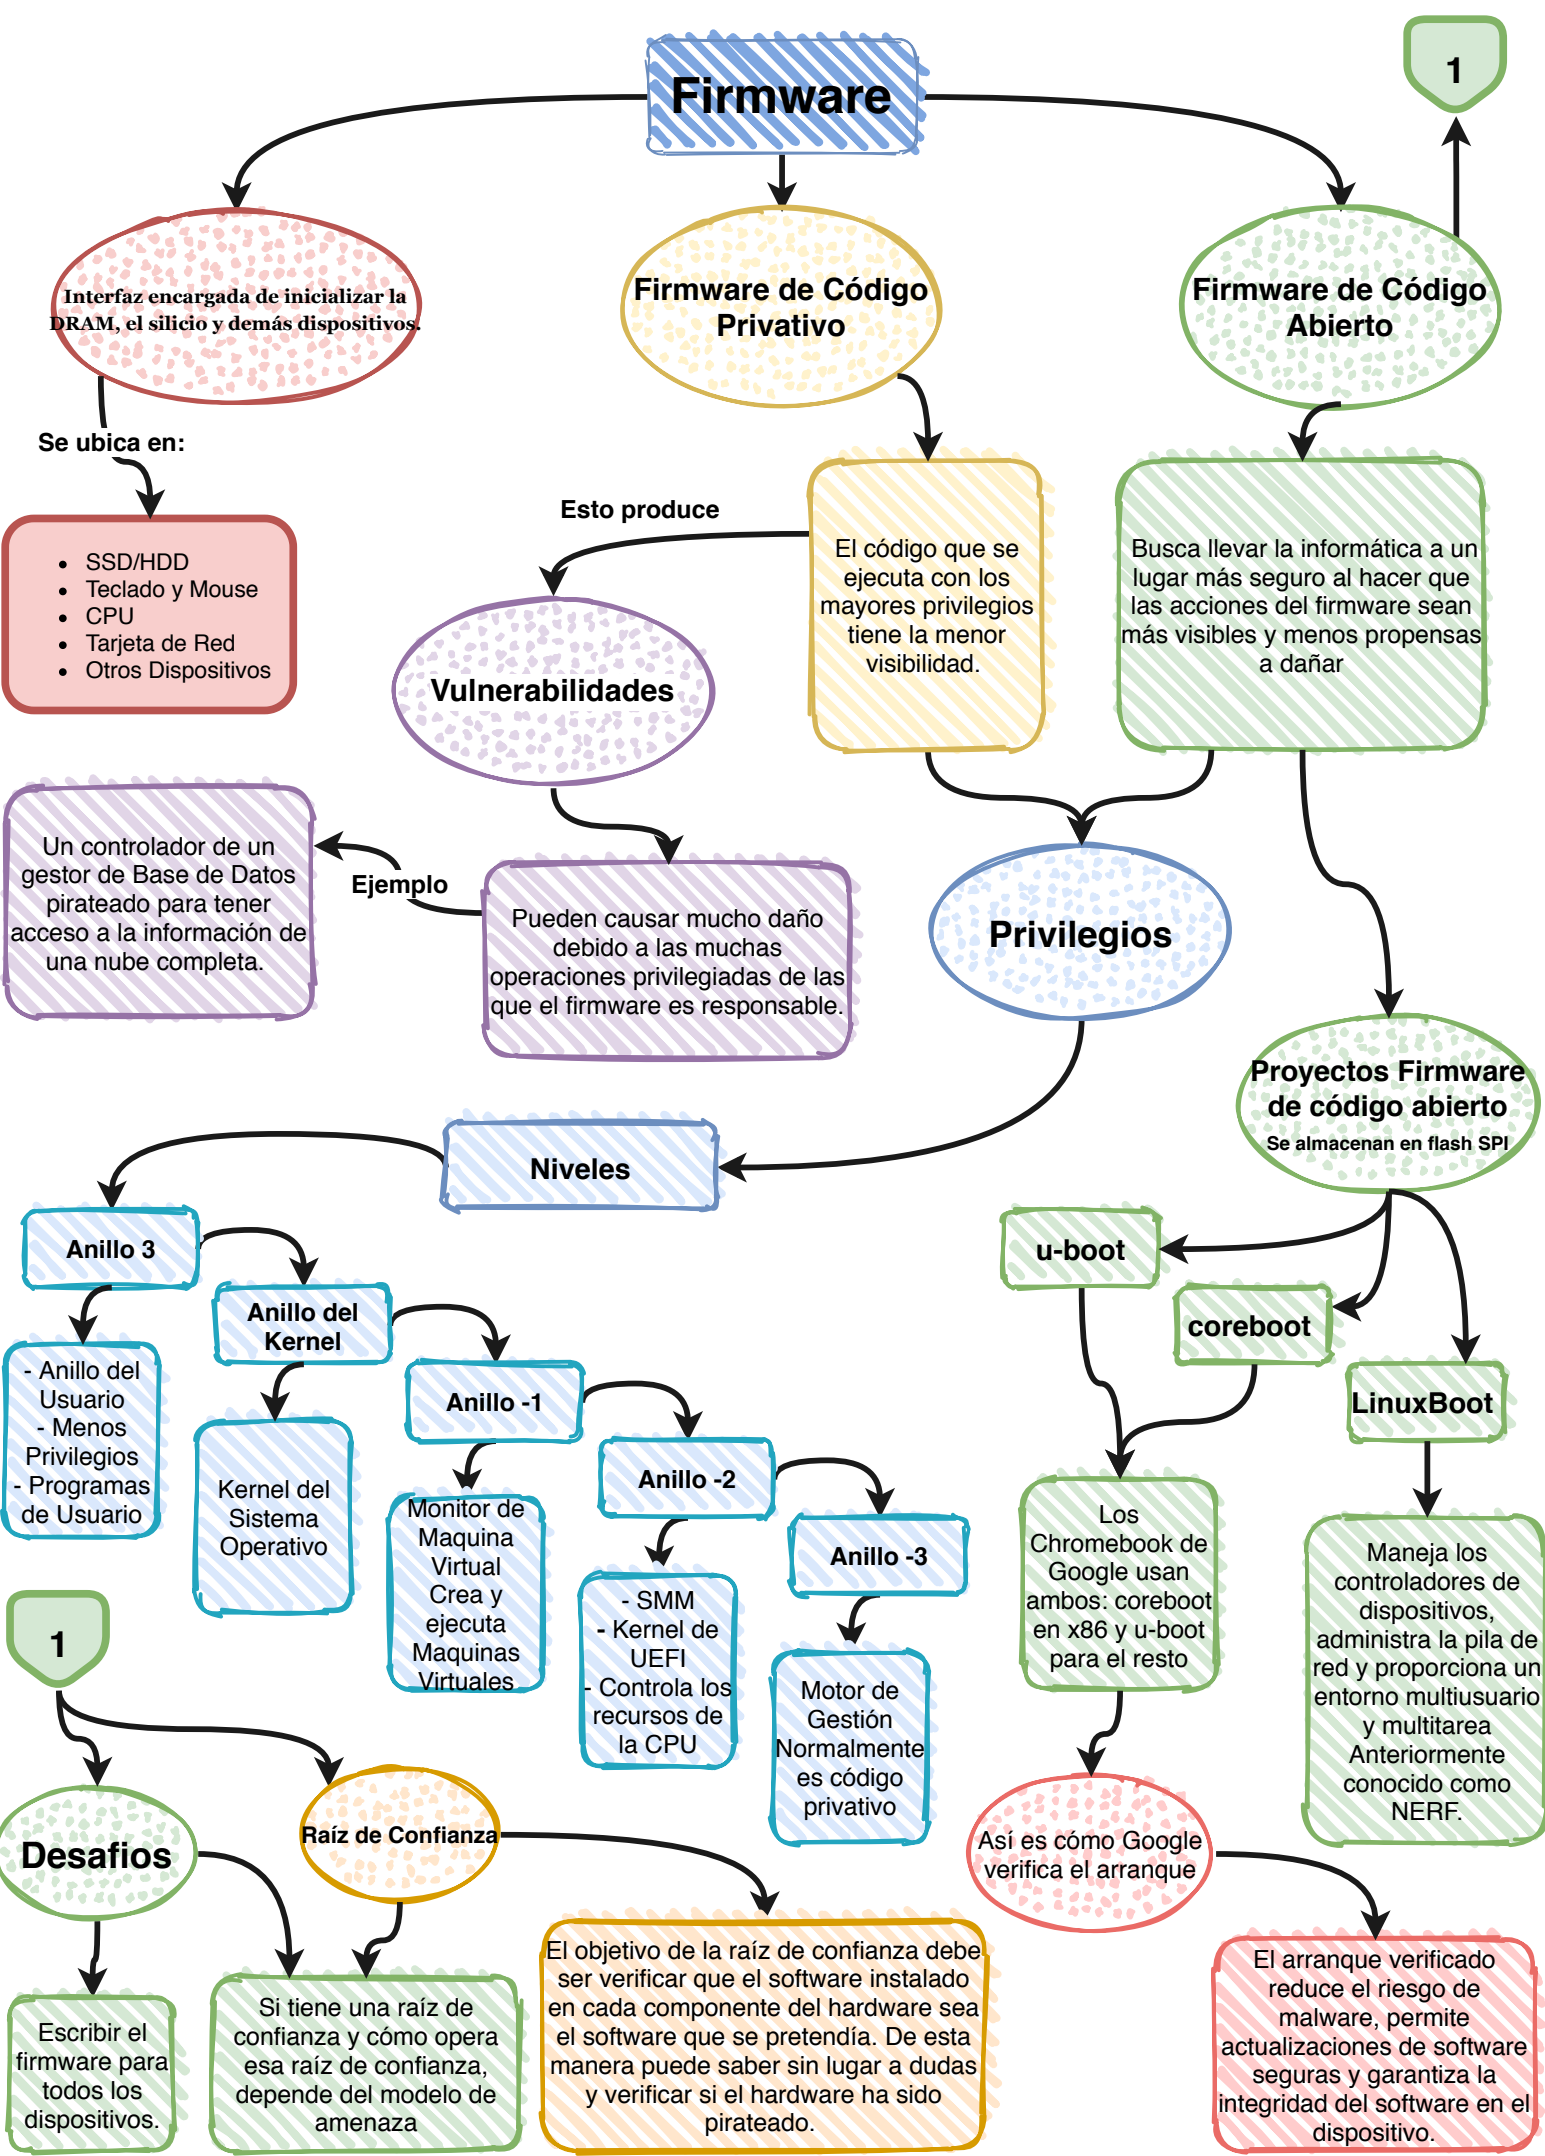 Firmware
1
Interfaz encargada de inicializar la
DRAM, el silicio y demás dispositivos.
Firmware de Código
Privativo
Firmware de Código
Abierto
Se ubica en:
SSD/HDD
Teclado y Mouse
CPU
Tarjeta de Red
Otros Dispositivos
Esto produce
El código que se
ejecuta con los
mayores privilegios
tiene la menor
visibilidad.
Busca llevar la informática a un
lugar más seguro al hacer que
las acciones del firmware sean
más visibles y menos propensas
a dañar
Vulnerabilidades
Un controlador de un
gestor de Base de Datos
pirateado para tener
acceso a la información de
una nube completa.
Ejemplo
Pueden causar mucho daño
debido a las muchas
operaciones privilegiadas de las
que el firmware es responsable.
Privilegios
Proyectos Firmware
de código abierto
Se almacenan en flash SPI
Niveles
Anillo 3
Anillo del
Kernel
Anillo -1
Anillo -2
Anillo -3
- Anillo del
Usuario
- Menos
Privilegios
- Programas
de Usuario
Kernel del
Sistema
Operativo
Monitor de
Maquina
Virtual
Crea y
ejecuta
Maquinas
Virtuales
- SMM
- Kernel de
UEFI
- Controla los
recursos de
la CPU
Motor de
Gestión
Normalmente
es código
privativo
u-boot
coreboot
LinuxBoot
Los
Chromebook de
Google usan
ambos: coreboot
en x86 y u-boot
para el resto
Maneja los
controladores de
dispositivos,
administra la pila de
red y proporciona un
entorno multiusuario
y multitarea
Anteriormente
conocido como
NERF.
1
Desafios
Raíz de Confianza
Así es cómo Google
verifica el arranque
Escribir el
firmware para
todos los
dispositivos.
Si tiene una raíz de
confianza y cómo opera
esa raíz de confianza,
depende del modelo de
amenaza
El objetivo de la raíz de confianza debe
ser verificar que el software instalado
en cada componente del hardware sea
el software que se pretendía. De esta
manera puede saber sin lugar a dudas
y verificar si el hardware ha sido
pirateado.
El arranque verificado
reduce el riesgo de
malware, permite
actualizaciones de software
seguras y garantiza la
integridad del software en el
dispositivo.